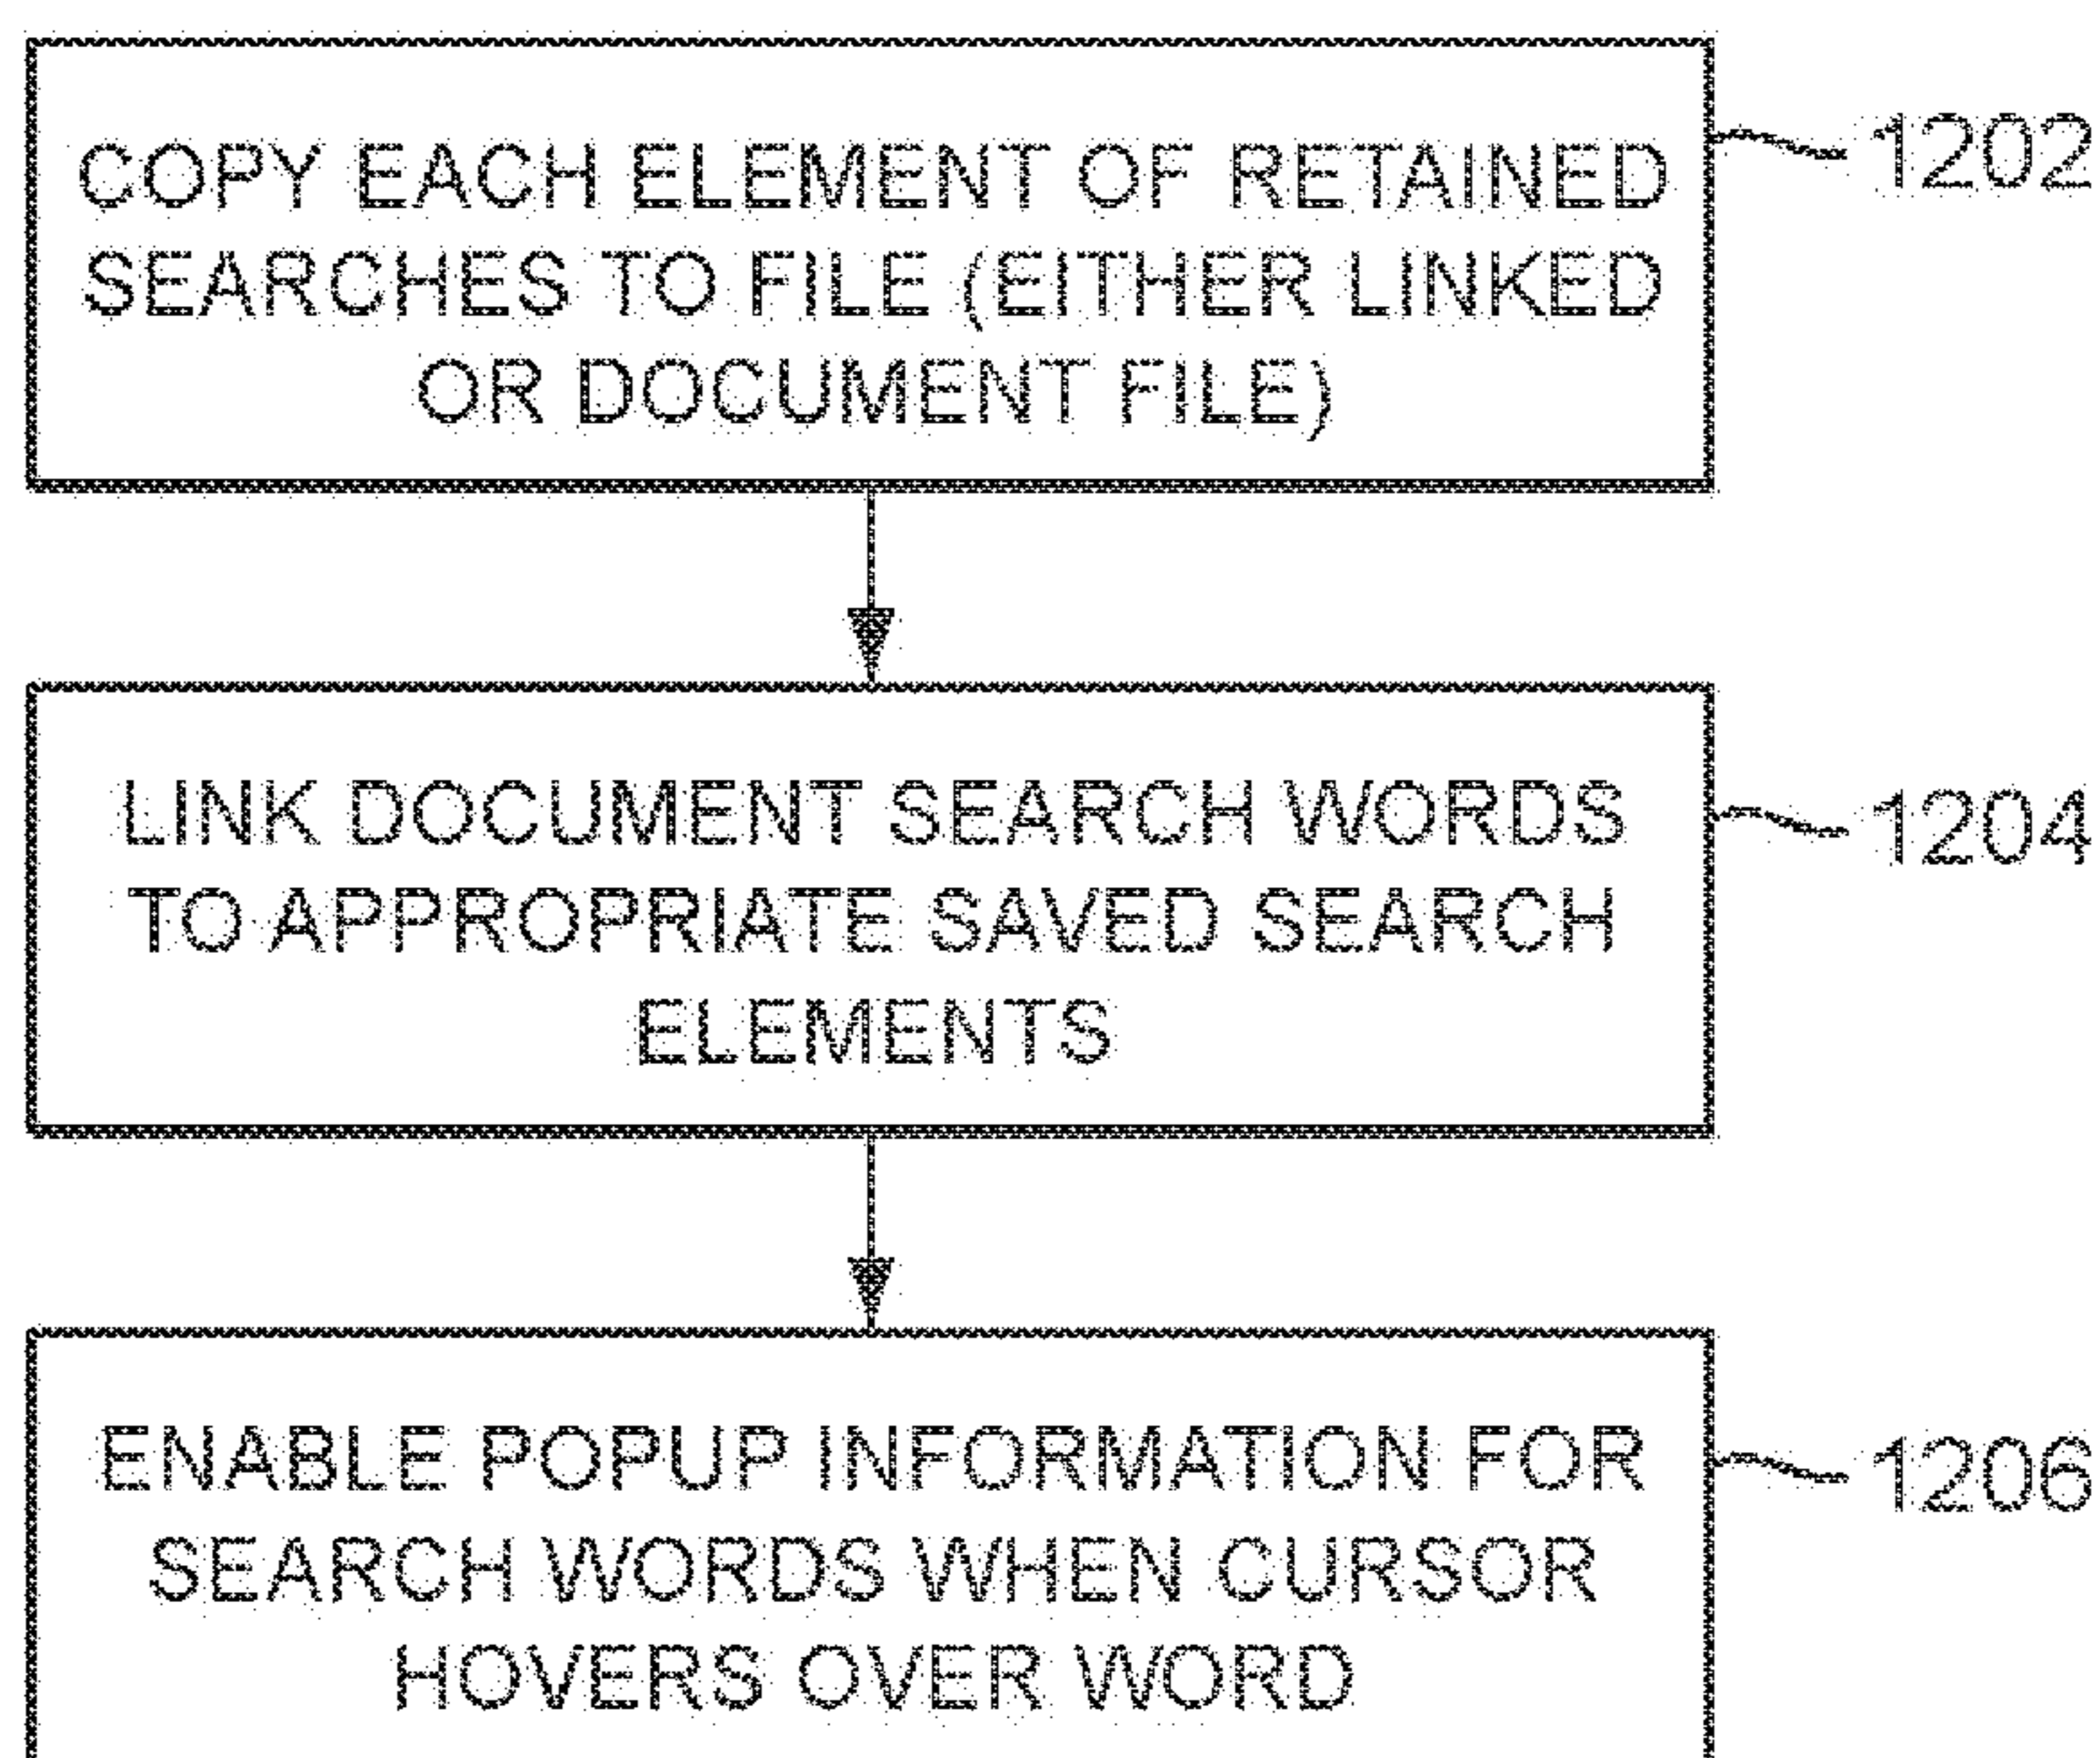 COPY EACH ELEMENT OF RETAINED
SEARCHES TO FILE (EITHER LINKED
OR DOCUMENT FILE)
1202
LINK DOCUMENT SEARCH WORDS
TO APPROPRIATE SAVED SEARCH
ELEMENTS
1204
ENABLE POPUP INFORMATION FOR
SEARCH WORDS WHEN CURSOR
HOVERS OVER WORD
1206